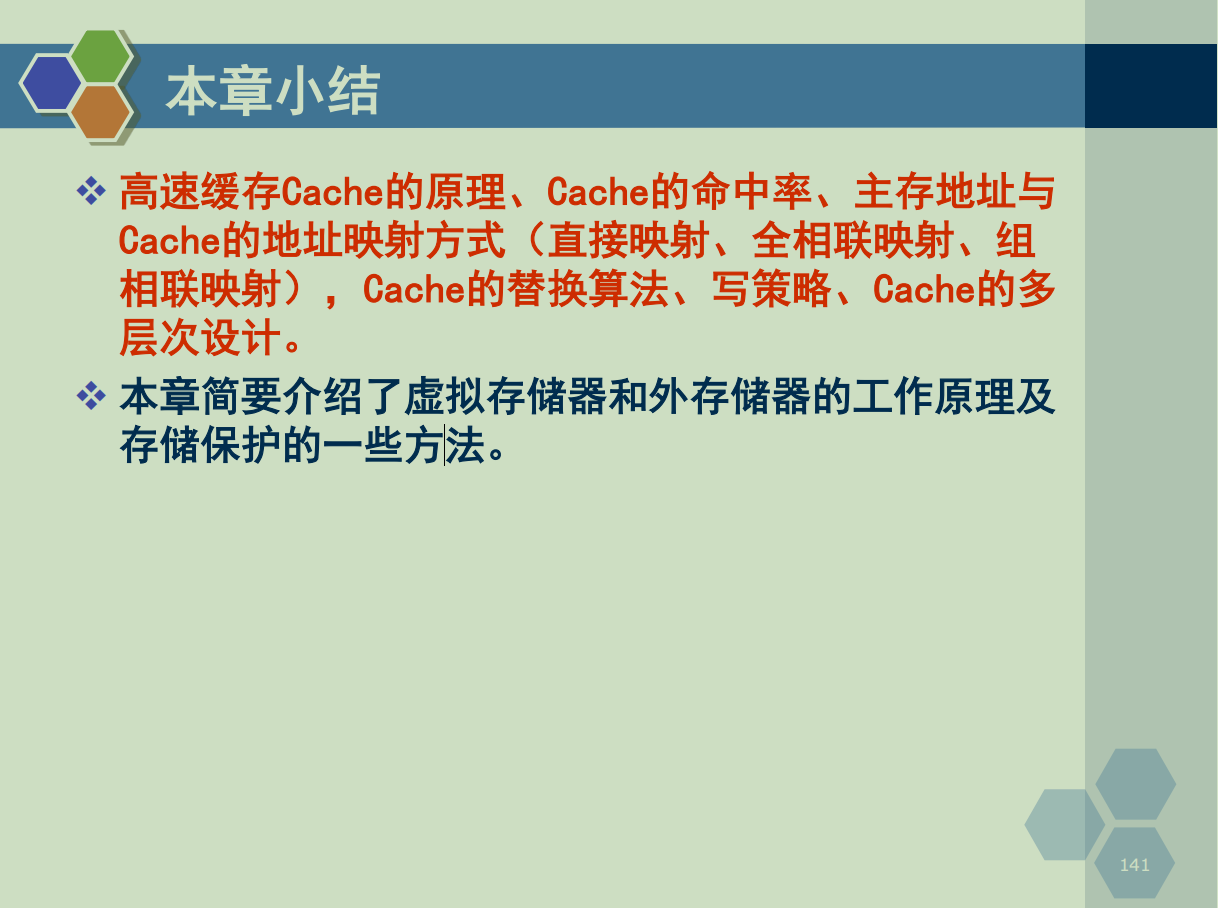 本章小结
高速缓存Cache的原理、Cache的命中率、主存地址与
Cache的地址映射方式（直接映射、全相联映射、组
相联映射），Cache的替换算法、写策略、Cache的多
层次设计。
本章简要介绍了虚拟存储器和外存储器的工作原理及
存储保护的一些方法。
141